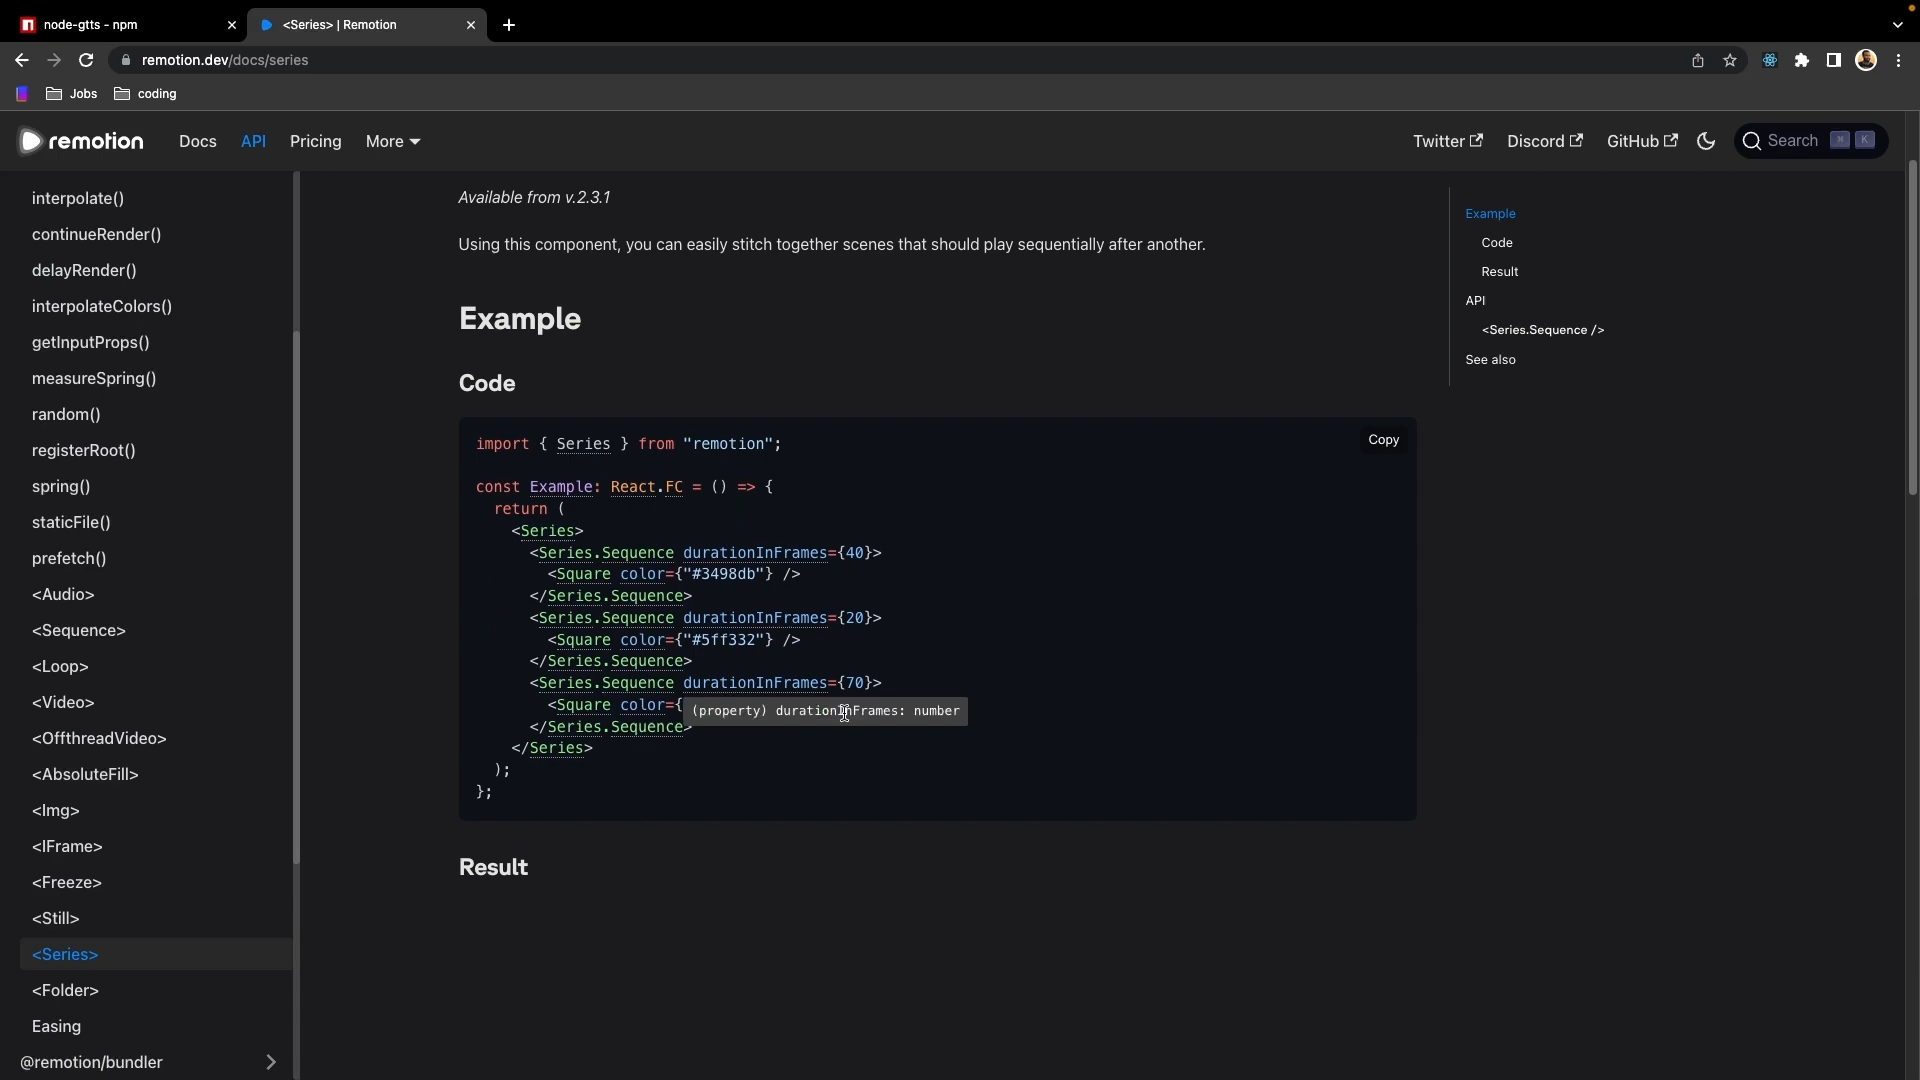 node-gtts - npm
<Series> | Remotion
remotion.dev/docs/series
Jobs
coding
remotion
Docs
API
Pricing
More
Twitter
Discord
GitHub
Search
⌘ K
interpolate()
continueRender()
delayRender()
interpolateColors()
getInputProps()
measureSpring()
random()
registerRoot()
spring()
staticFile()
prefetch()
<Audio>
<Sequence>
<Loop>
<Video>
<OffthreadVideo>
<AbsoluteFill>
<Img>
<IFrame>
<Freeze>
<Still>
<Series>
<Folder>
Easing
@remotion/bundler
Available from v.2.3.1
Using this component, you can easily stitch together scenes that should play sequentially after another.
Example
Code
Copy
import { Series } from "remotion";
const Example: React.FC = () => {
return (
<Series>
<Series.Sequence durationInFrames={40}>
<Square color={"#3498db"} />
</Series.Sequence>
<Series.Sequence durationInFrames={20}>
<Square color={"#5ff332"} />
</Series.Sequence>
<Series.Sequence durationInFrames={70}>
<Square color={
(property) durationInFrames: number
</Series.Sequence>
</Series>
);
};
Result
Example
Code
Result
API
<Series.Sequence />
See also